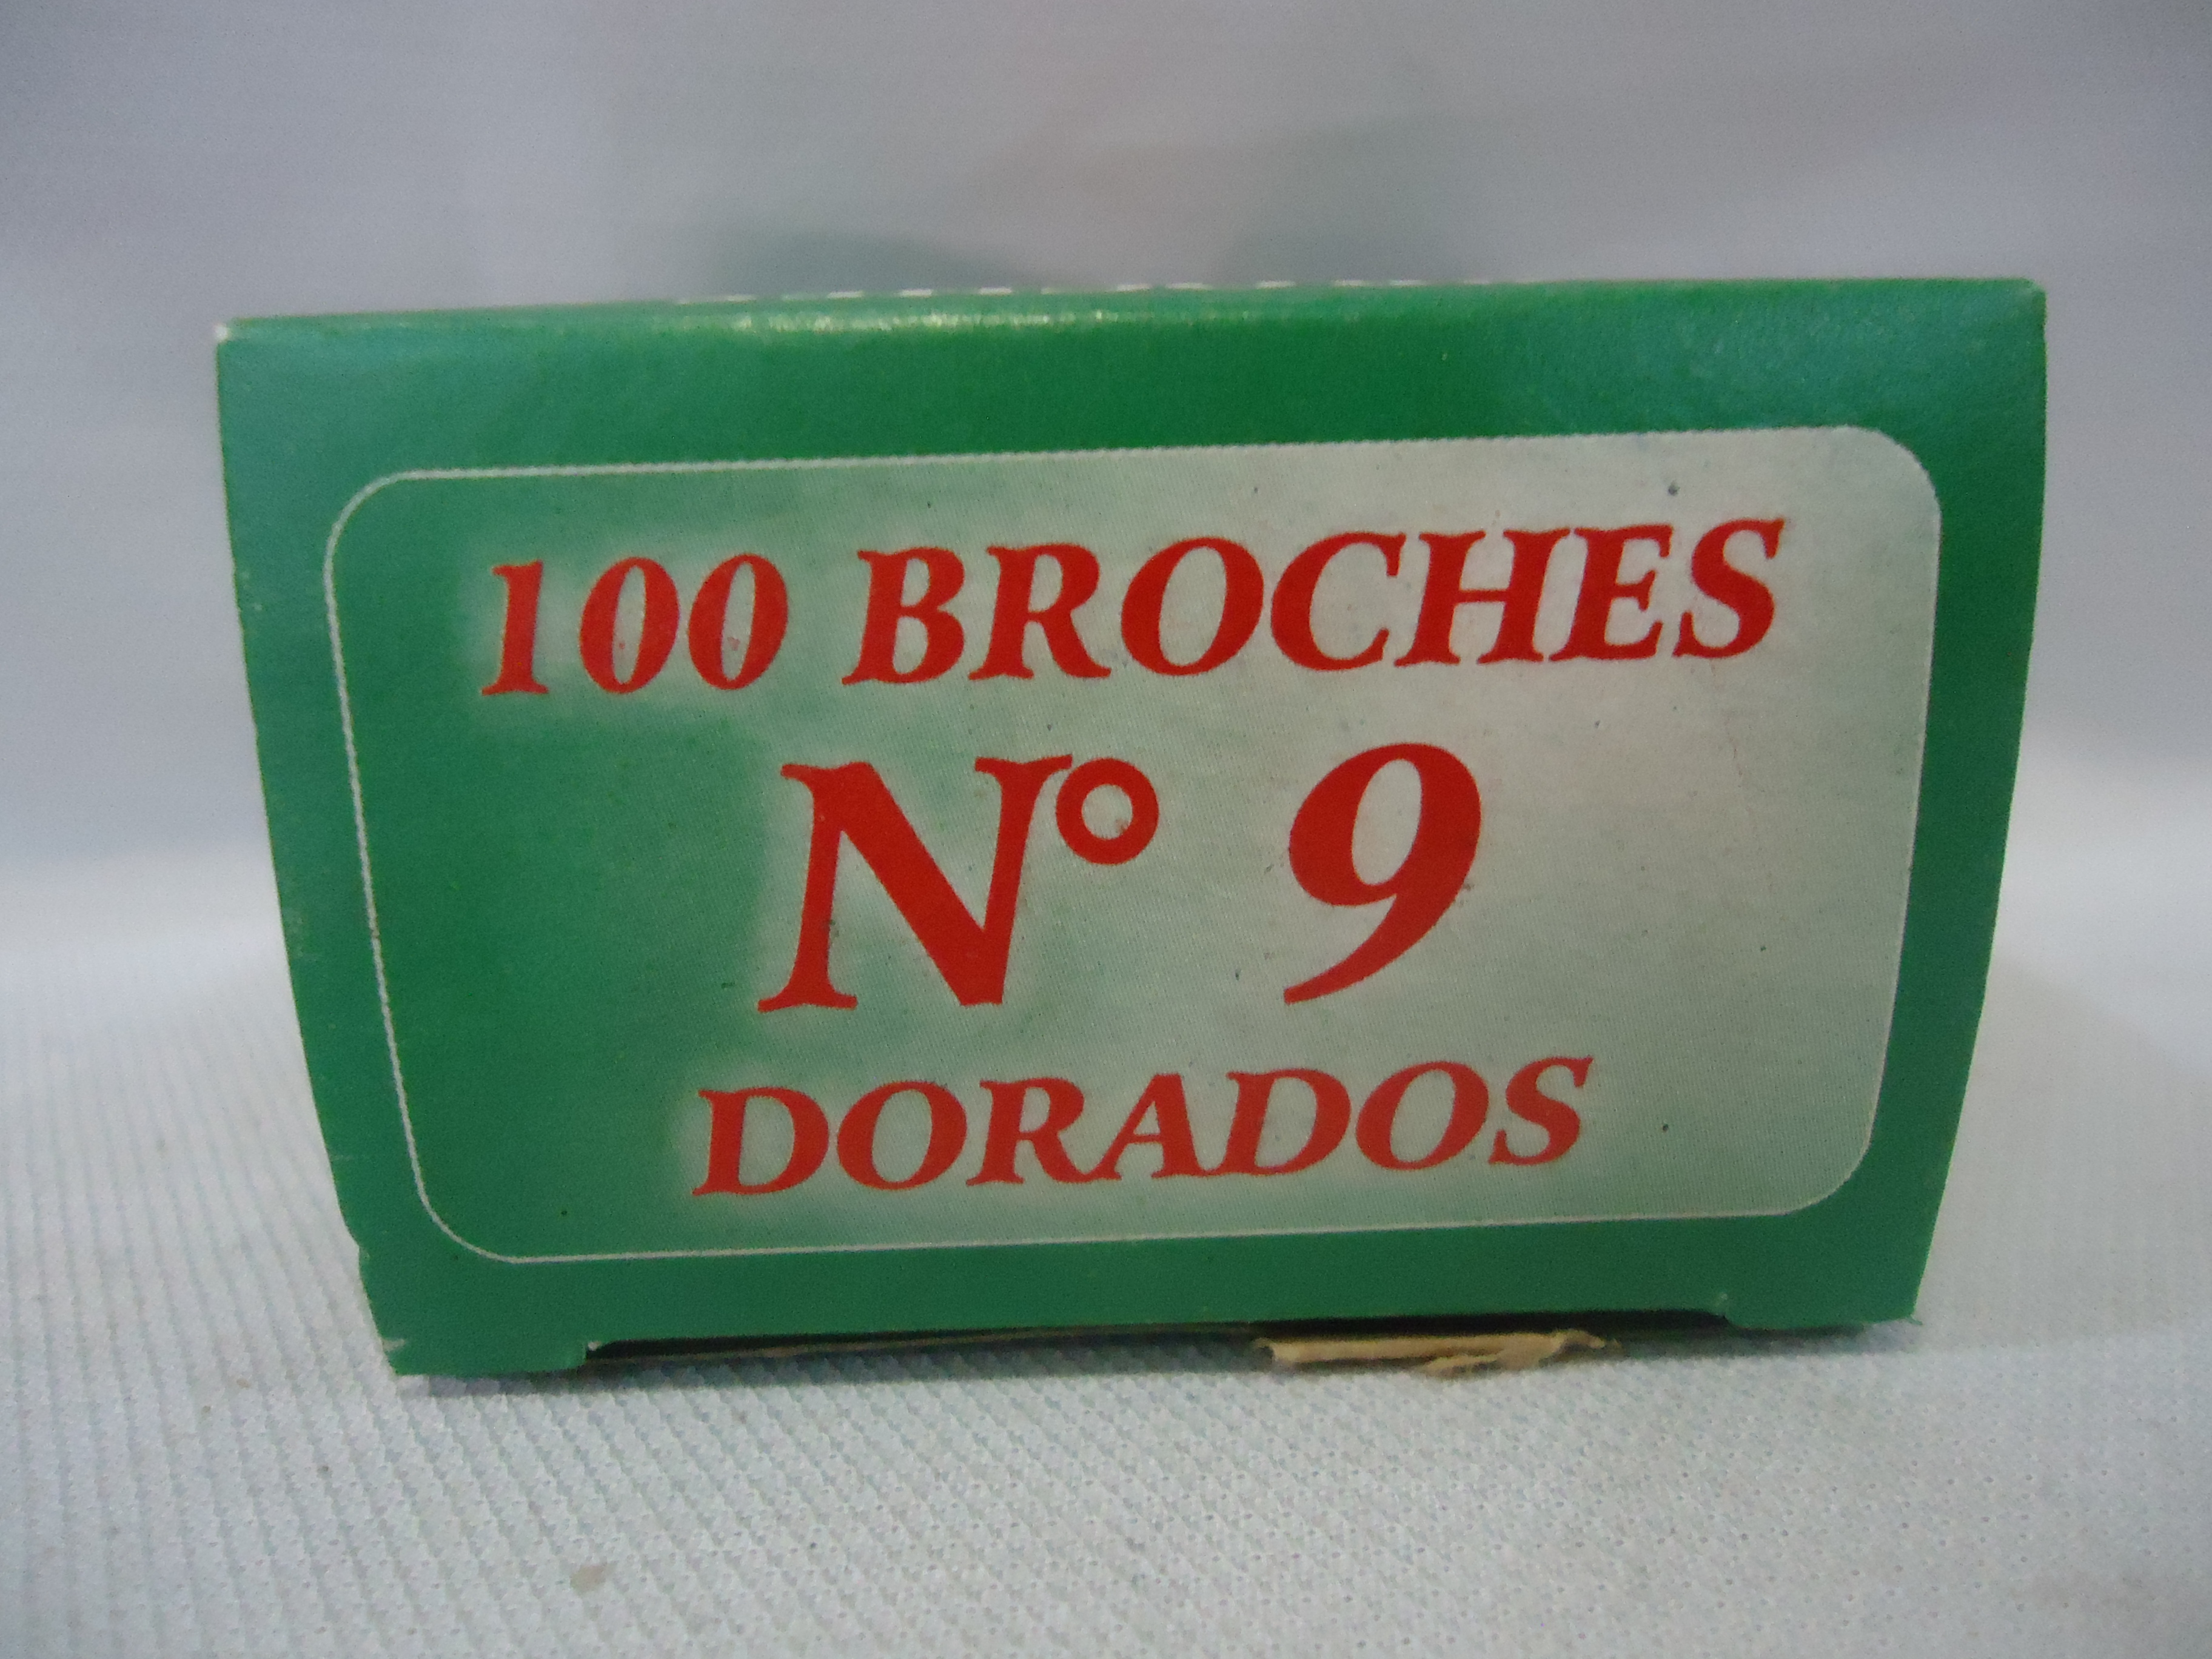 100 BROCHES
N° 9
DORADOS